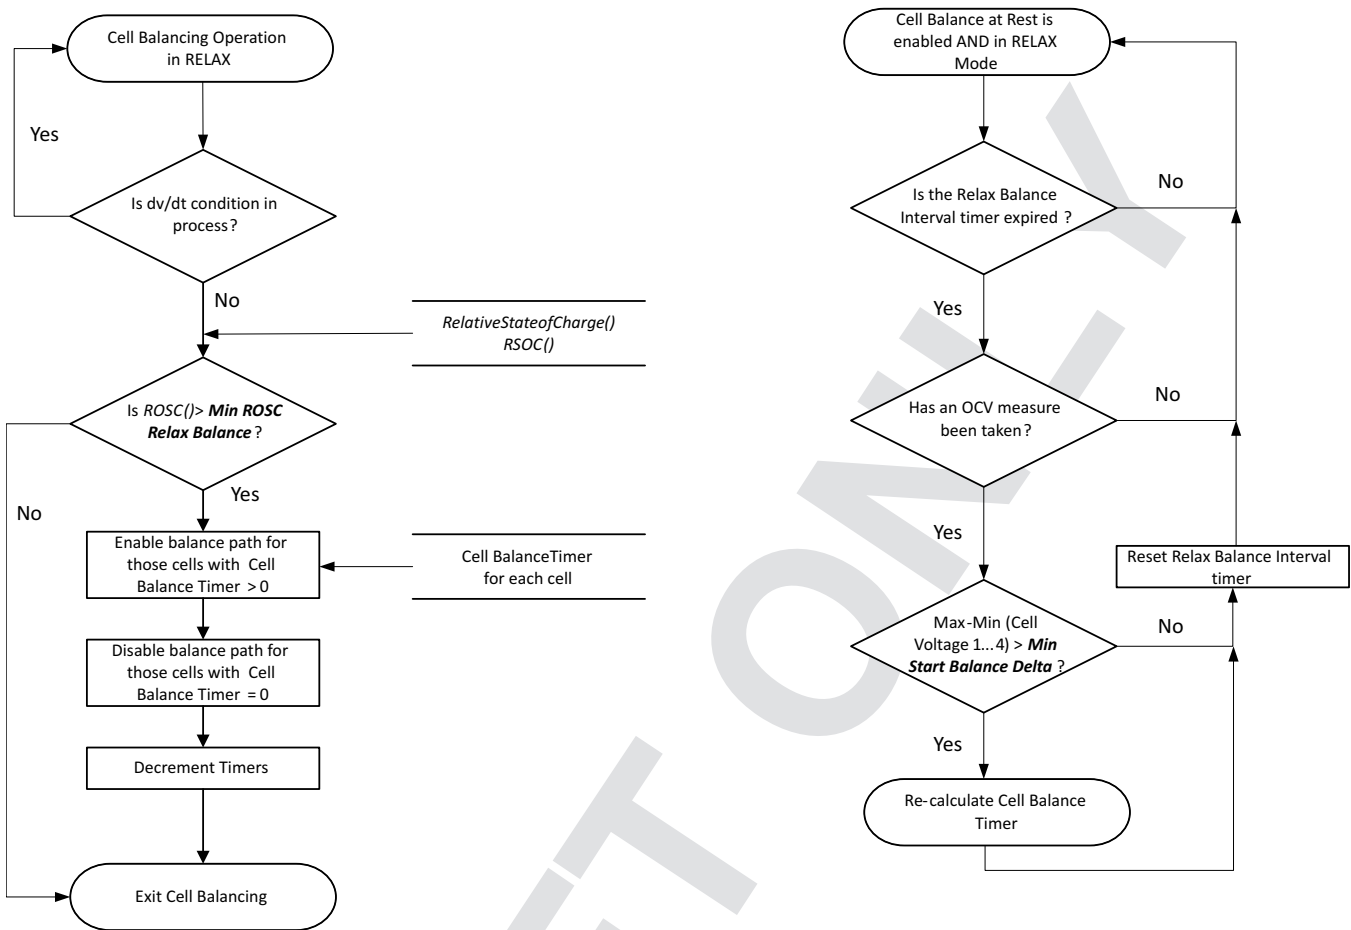 Cell Balancing Operation
in RELAX
Yes
Is dv/dt condition in
process?
No
RelativeStateofCharge()
RSOC()
Is ROSC()> Min ROSC
Relax Balance ?
Yes
No
Enable balance path for
those cells with Cell
Balance Timer > 0
Cell BalanceTimer
for each cell
Disable balance path for
those cells with Cell
Balance Timer = 0
Decrement Timers
Exit Cell Balancing
Cell Balance at Rest is
enabled AND in RELAX
Mode
Is the Relax Balance
Interval timer expired ?
No
Yes
Has an OCV measure
been taken?
No
Yes
Reset Relax Balance Interval
timer
Max-Min (Cell
Voltage 1...4) > Min
Start Balance Delta ?
No
Yes
Re-calculate Cell Balance
Timer
FT ONLY